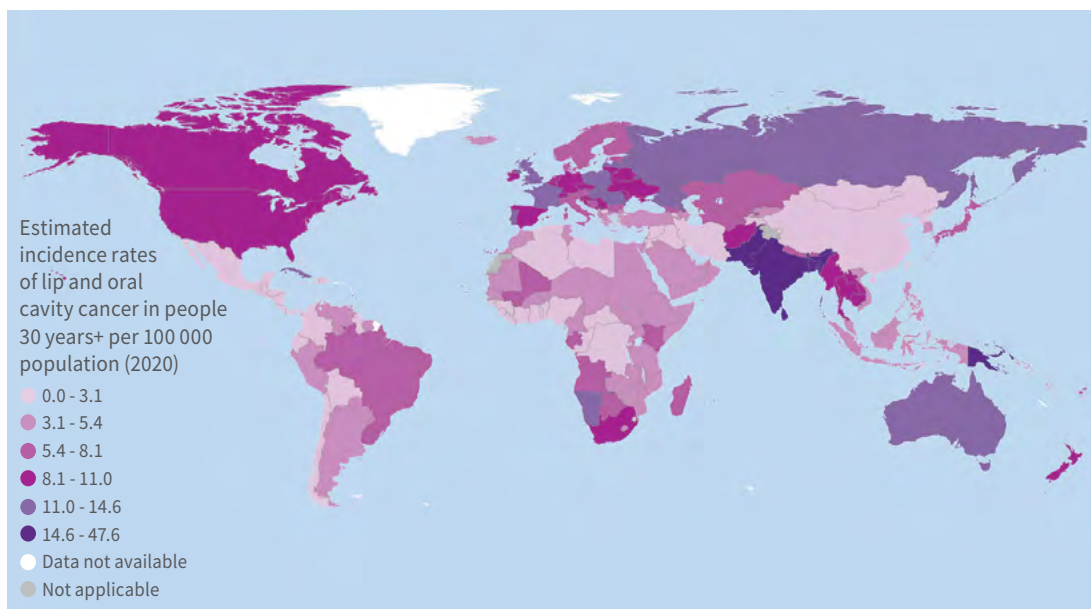 Estimated
incidence rates
of lip and oral
cavity cancer in people
30 years+ per 100 000
population (2020)
0.0 - 3.1
3.1 - 5.4
5.4 - 8.1
8.1 - 11.0
11.0 - 14.6
14.6 - 47.6
Data not available
Not applicable